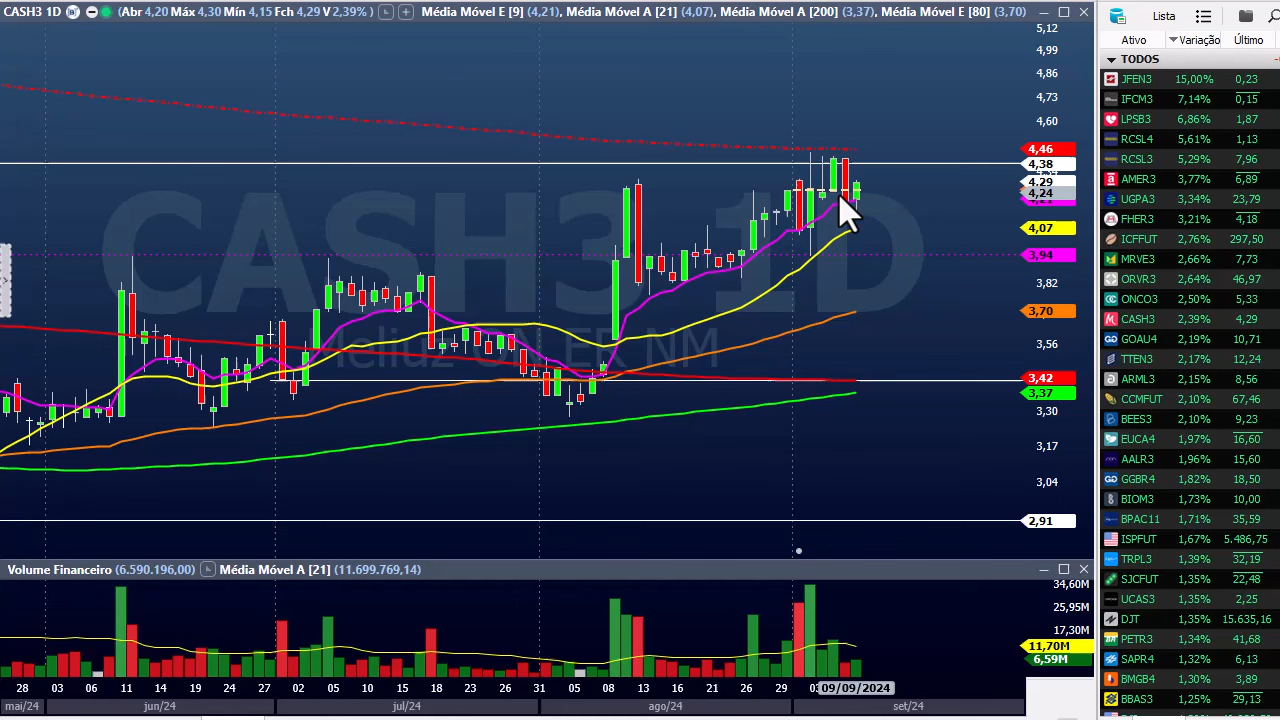 CASH3 1D (Abr 4,20 Máx 4,30 Mín 4,15 Fch 4,29 V 2,39%) Média Móvel E [9] (4,21), Média Móvel A [21] (4,07), Média Móvel A [200] (3,37), Média Móvel E [80] (3,70)
5,12
4,99
4,86
4,73
4,60
4,46
4,38
4,29
4,24
4,07
3,94
3,82
3,70
3,56
3,42
3,37
3,30
3,17
3,04
2,91
CASH3 1D
Méliuz ON ER NM
Volume Financeiro (6.590.196,00) Média Móvel A [21]
34,60M
25,95M
17,30M
11,70M
6,59M
28 03 06 11 14 19 24 27 02 05 10 15 18 23 26 31 05 08 13 16 21 26 29
mai/24 jun/24 jul/24 ago/24 set/24
Lista
Ativo Variação Último
TODOS
JFEN3 15,00% 0,23
IFCM3 7,14% 0,15
LPSB3 6,86% 1,87
RCSL4
RCSL3 5,29% 7,96
AMER3 3,77% 6,89
UGPA3 3,34% 23,79
FHER3 3,21% 4,18
ICFFUT 2,76% 297,50
MRVE3 2,66% 7,73
ORVR3 2,64% 46,97
ONCO3 2,50% 5,33
CASH3 2,39% 4,29
GOAU4 2,19% 10,71
TTEN3 2,17% 12,24
ARML3 2,15% 8,56
CCMFUT 2,10% 67,46
BEES3 2,10% 9,23
EUCA4 1,97% 16,60
AALR3 1,96% 15,60
GGBR4 1,82% 18,50
BIOM3 1,73% 10,00
BPAC11 1,71% 35,59
ISPFUT 1,67% 5.486,75
TRPL3 1,39% 32,19
SJCFUT 1,35% 22,48
UCAS3 1,35% 2,25
DJT 1,35% 15.635,16
PETR3 1,34% 41,68
SAPR4 1,32% 6,13
BMGB4 1,30% 3,89
BBAS3 1,25% 29,13